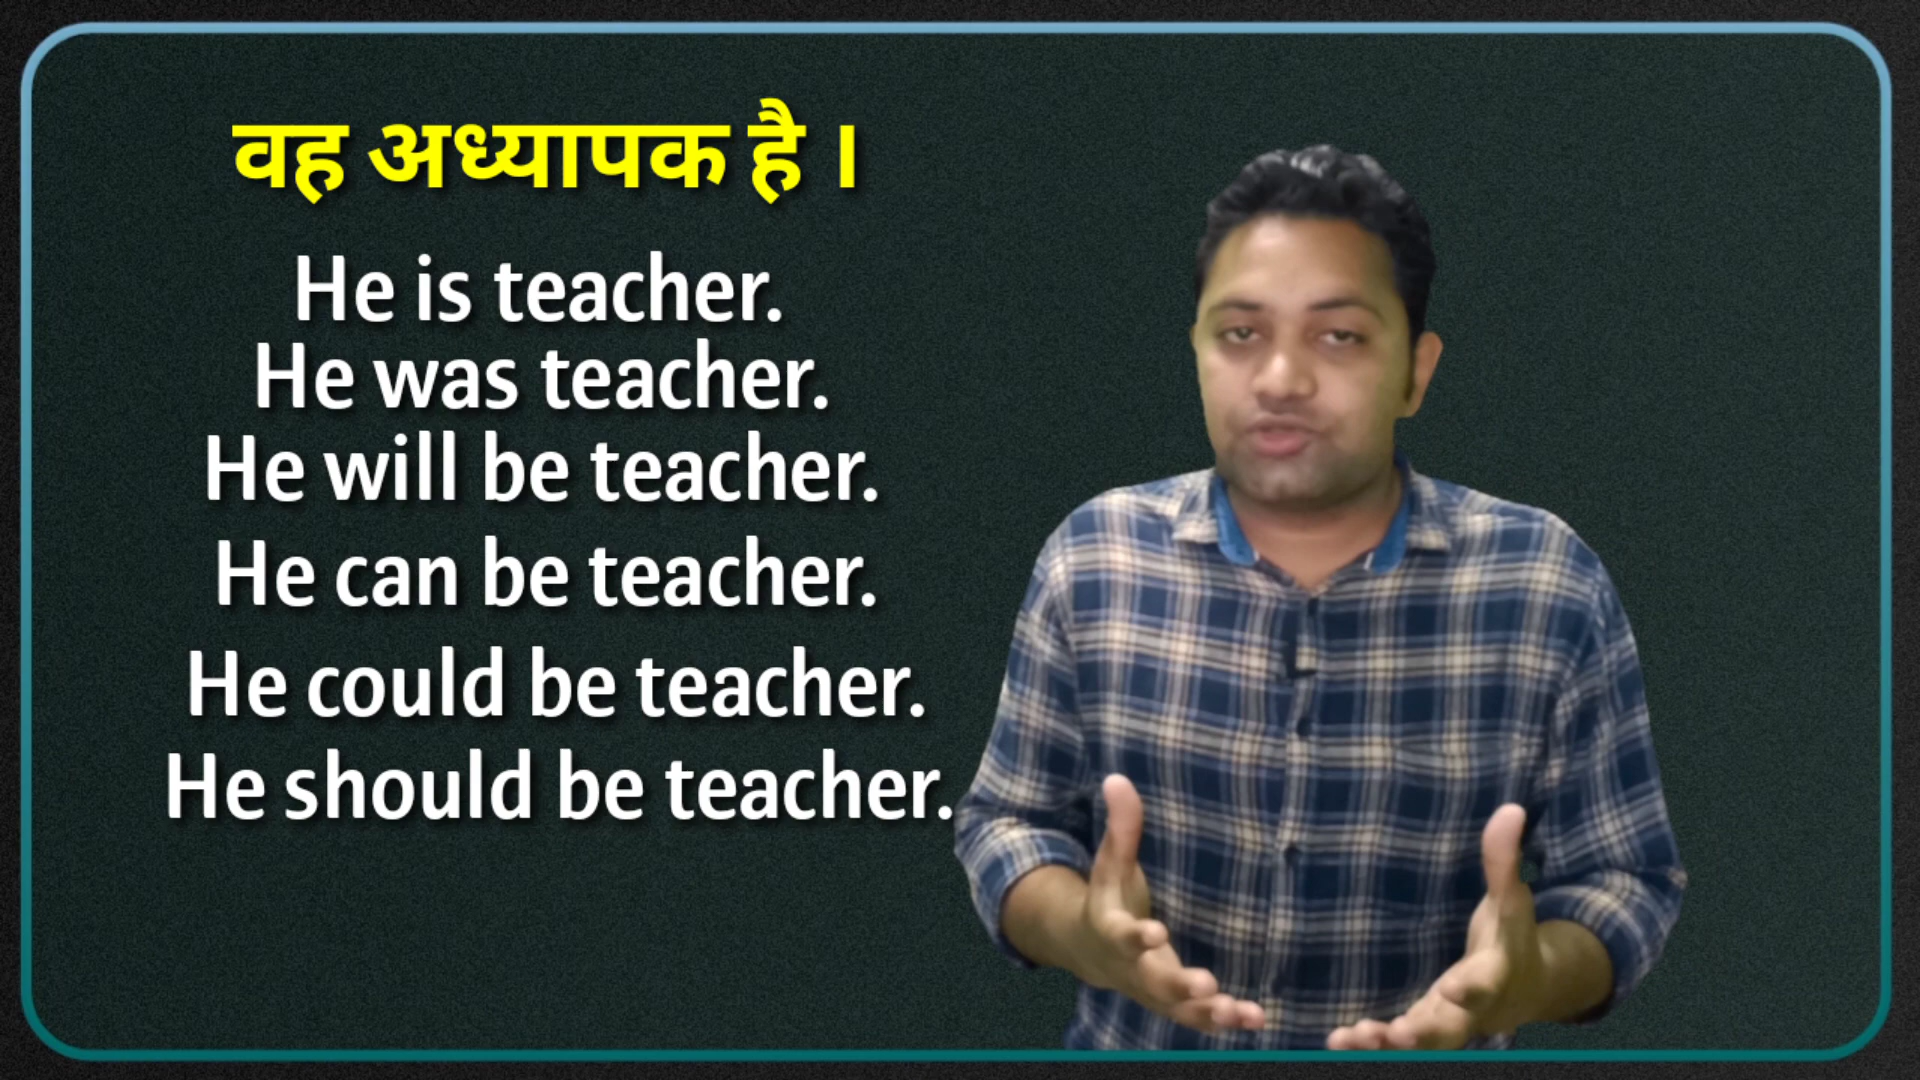 वह अध्यापक है ।
He is teacher.
He was teacher.
He will be teacher.
He can be teacher.
He could be teacher.
He should be teacher.